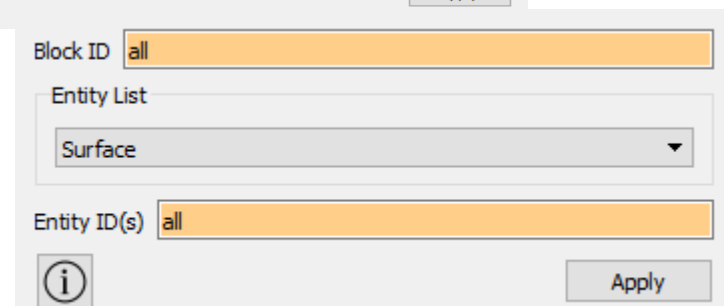 Block ID all
Entity List
Surface
Entity ID(s) all
i
Apply